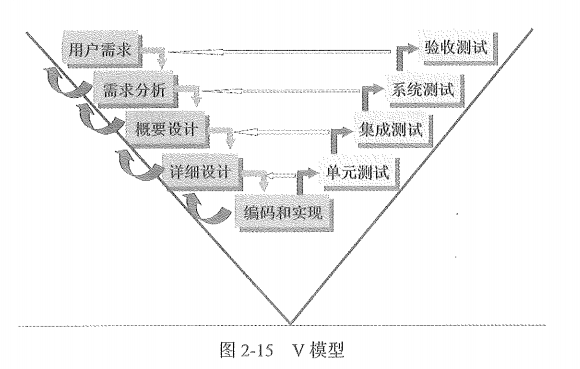 用户需求
验收测试
需求分析
系统测试
概要设计
集成测试
详细设计
单元测试
编码和实现
图 2-15 V 模型